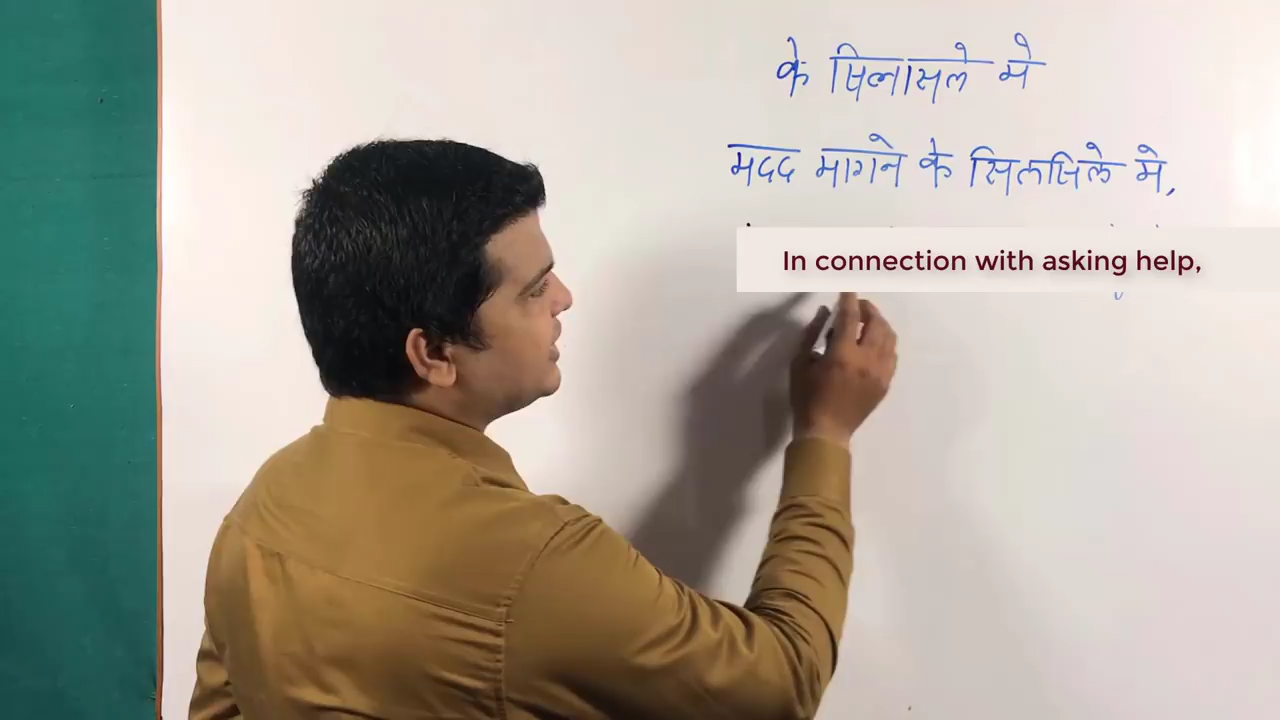 के सिलसिले मे
मदद मागने के सिलसिले मे,
In connection with asking help,